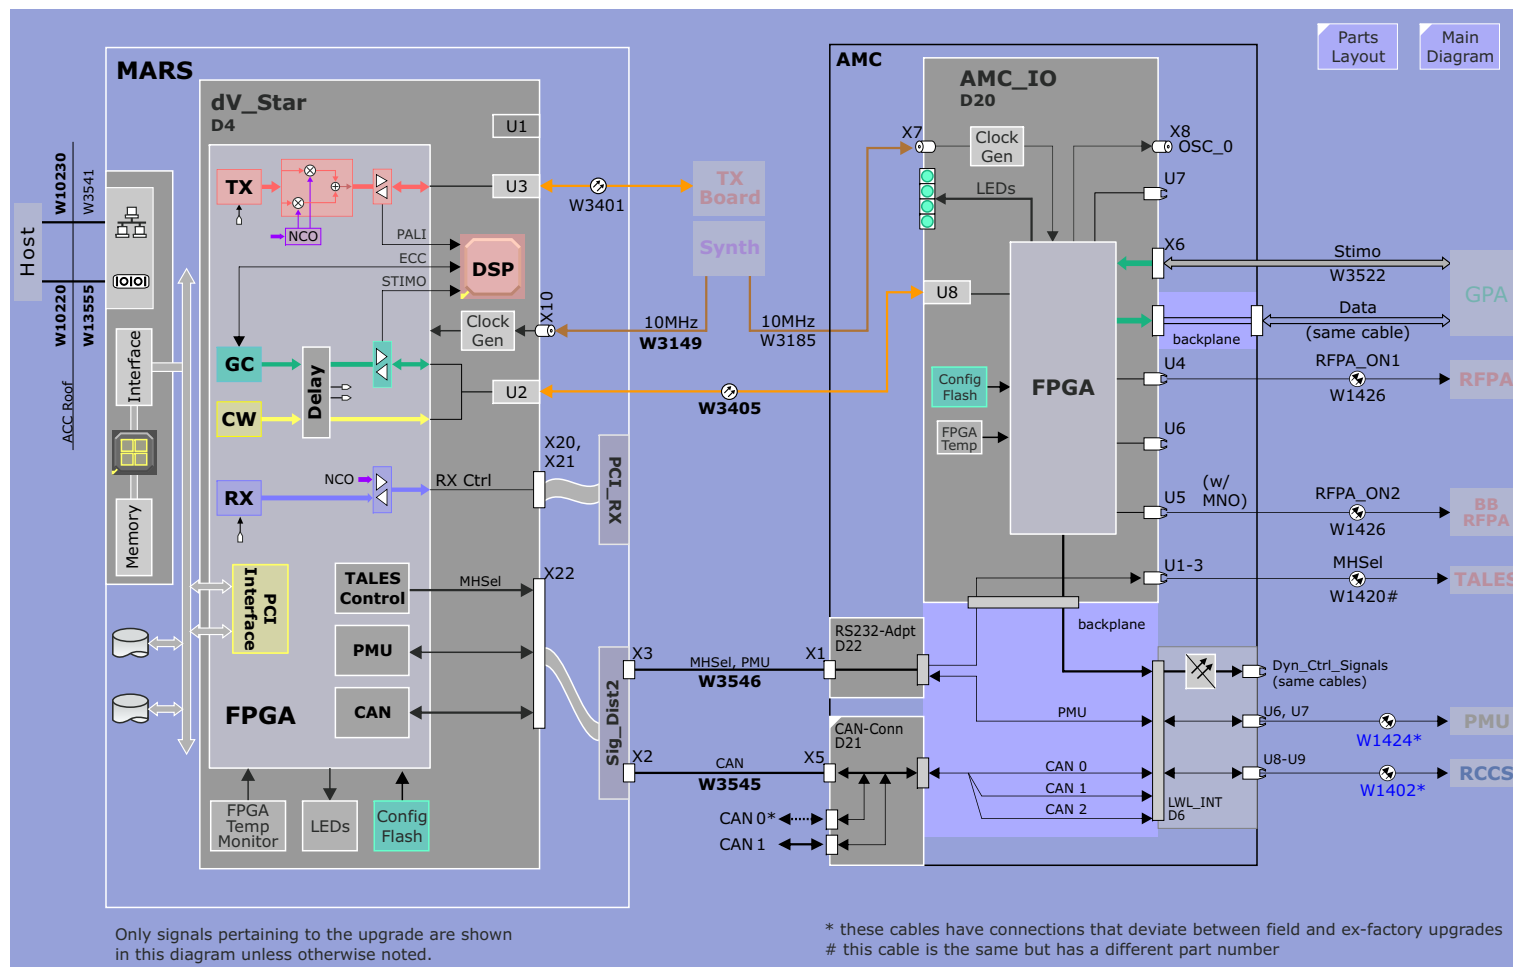 Parts
Layout
Main
Diagram
MARS
AMC
dV_Star
D4
AMC_IO
D20
U1
X7
Clock
Gen
X8
OSC_0
W10230
W3541
TX
NCO
U3
W3401
TX
Board
LEDs
U7
Host
PALI
ECC
STIMO
DSP
Synth
X6
Stimo
W3522
GPA
W10220
W13555
ACC Roof
X10
Clock
Gen
10MHz
W3149
10MHz
W3185
U8
Data
(same cable)
backplane
Interface
GC
Delay
CW
U2
W3405
Config
Flash
FPGA
U4
RFPA_ON1
W1426
RFPA
FPGA
Temp
U6
X20,
X21
PCI_RX
NCO
RX
RX Ctrl
Memory
U5
(w/
MNO)
RFPA_ON2
W1426
BB
RFPA
PCI
Interface
TALES
Control
MHSel
X22
U1-3
MHSel
W1420#
TALES
backplane
PMU
CAN
FPGA
Sig_Dist2
X3
MHSel, PMU
W3546
X1
RS232-Adpt
D22
Dyn_Ctrl_Signals
(same cables)
PMU
U6, U7
W1424*
PMU
X2
CAN
W3545
X5
CAN-Conn
D21
CAN 0
CAN 1
CAN 2
U8-U9
W1402*
RCCS
LWL_INT
D6
CAN 0*
CAN 1
FPGA
Temp
Monitor
LEDs
Config
Flash
Only signals pertaining to the upgrade are shown
in this diagram unless otherwise noted.
* these cables have connections that deviate between field and ex-factory upgrades
# this cable is the same but has a different part number